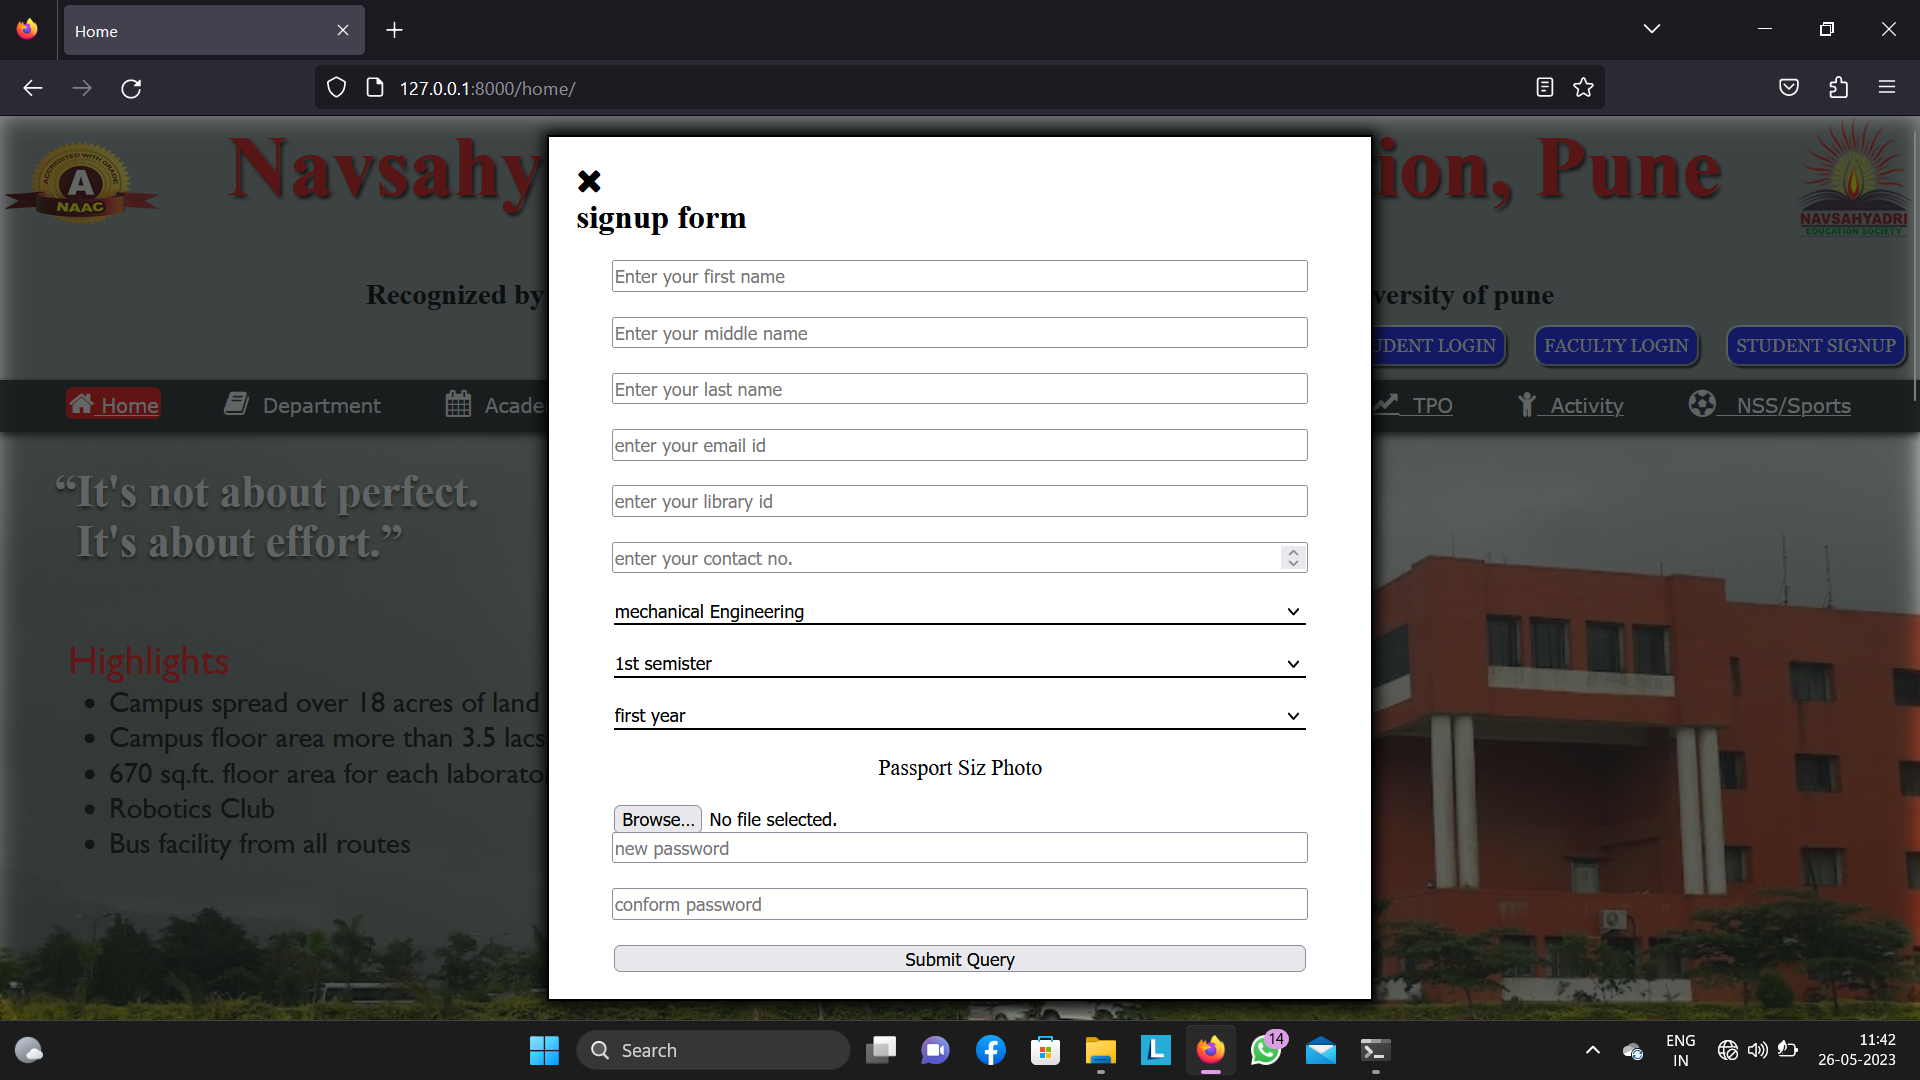 Home
127.0.0.1:8000/home/
ACCREDITED WITH GRADE
A
NAAC
Navsahy
ion, Pune
NAVSAHYADRI
EDUCATION SOCIETY
Recognized by
versity of pune
UDENT LOGIN
FACULTY LOGIN
STUDENT SIGNUP
Home
Department
Acade
TPO
Activity
NSS/Sports
“It's not about perfect.
It's about effort.”
Highlights
• Campus spread over 18 acres of land
• Campus floor area more than 3.5 lacs
• 670 sq.ft. floor area for each laborato
• Robotics Club
• Bus facility from all routes
signup form
Enter your first name
Enter your middle name
Enter your last name
enter your email id
enter your library id
enter your contact no.
mechanical Engineering
1st semister
first year
Passport Siz Photo
Browse... No file selected.
new password
conform password
Submit Query
Search
L
14
ENG
IN
11:42
26-05-2023